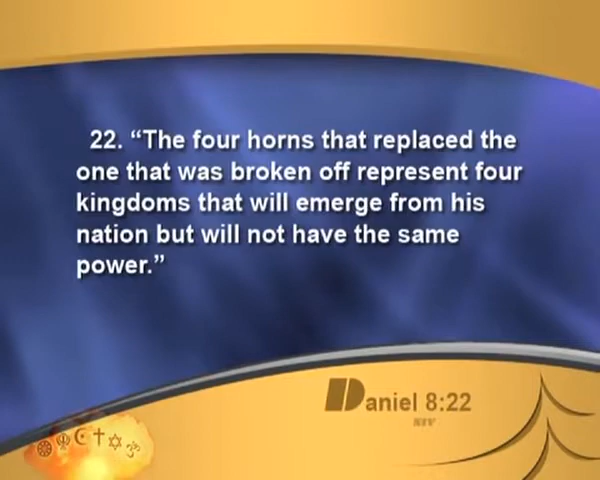 22. “The four horns that replaced the
one that was broken off represent four
kingdoms that will emerge from his
nation but will not have the same
power.”
Daniel 8:22
NIV